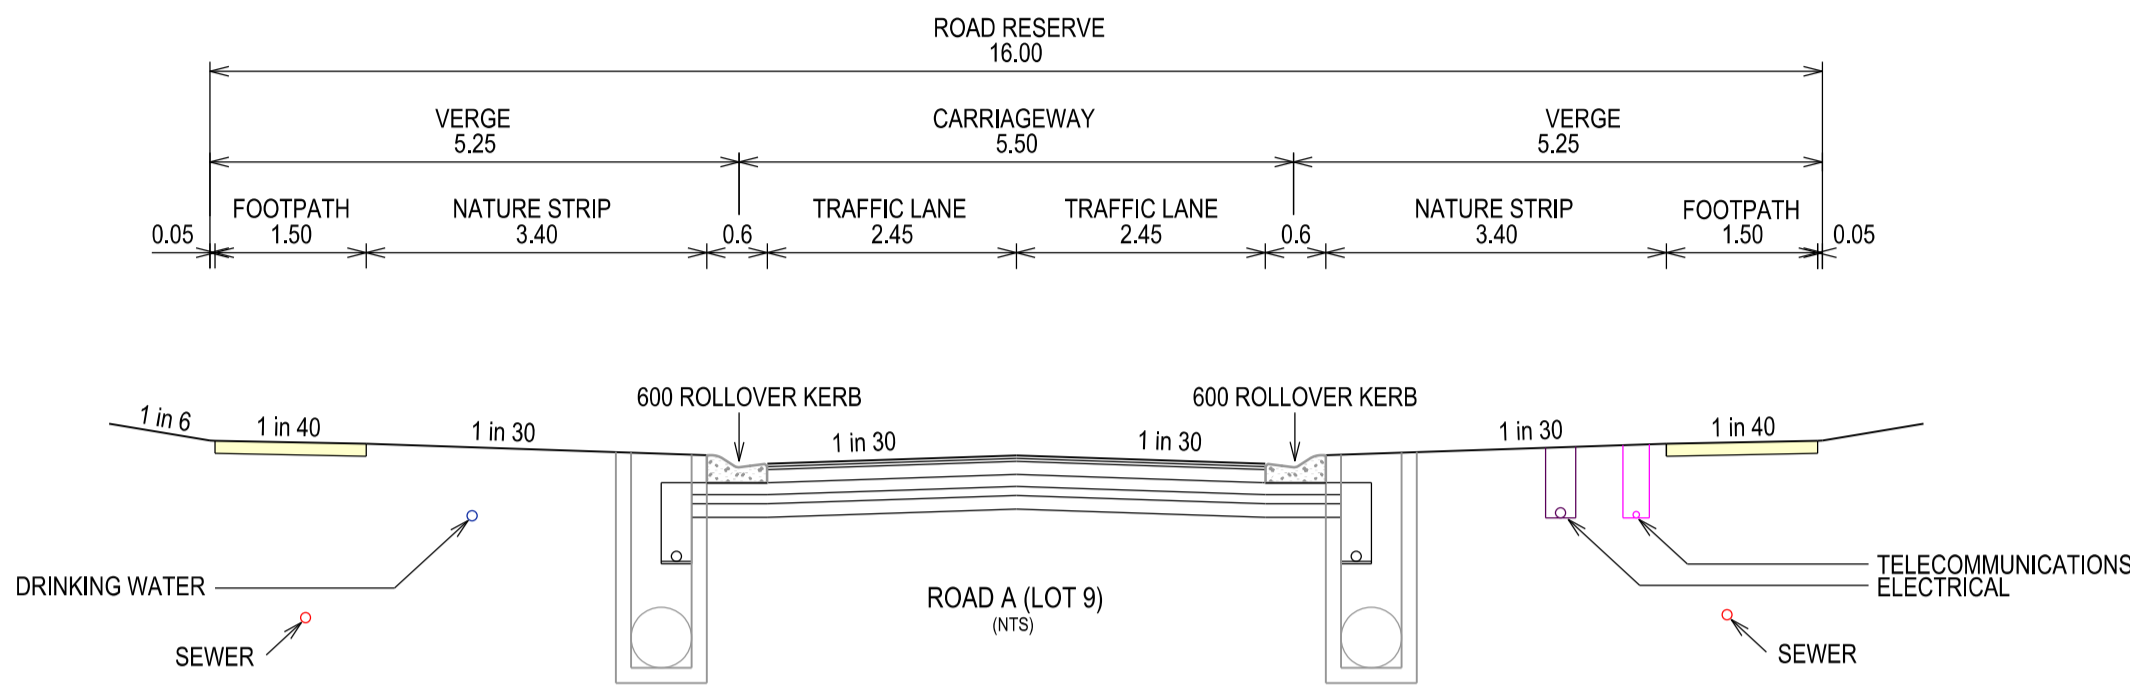 ROAD RESERVE
16.00
VERGE
5.25
CARRIAGEWAY
5.50
VERGE
5.25
0.05
FOOTPATH
1.50
NATURE STRIP
3.40
0.6
TRAFFIC LANE
2.45
TRAFFIC LANE
2.45
0.6
NATURE STRIP
3.40
FOOTPATH
1.50
0.05
600 ROLLOVER KERB
600 ROLLOVER KERB
1 in 6
1 in 40
1 in 30
1 in 30
1 in 30
1 in 30
1 in 40
DRINKING WATER
SEWER
ROAD A (LOT 9)
(NTS)
TELECOMMUNICATIONS
ELECTRICAL
SEWER